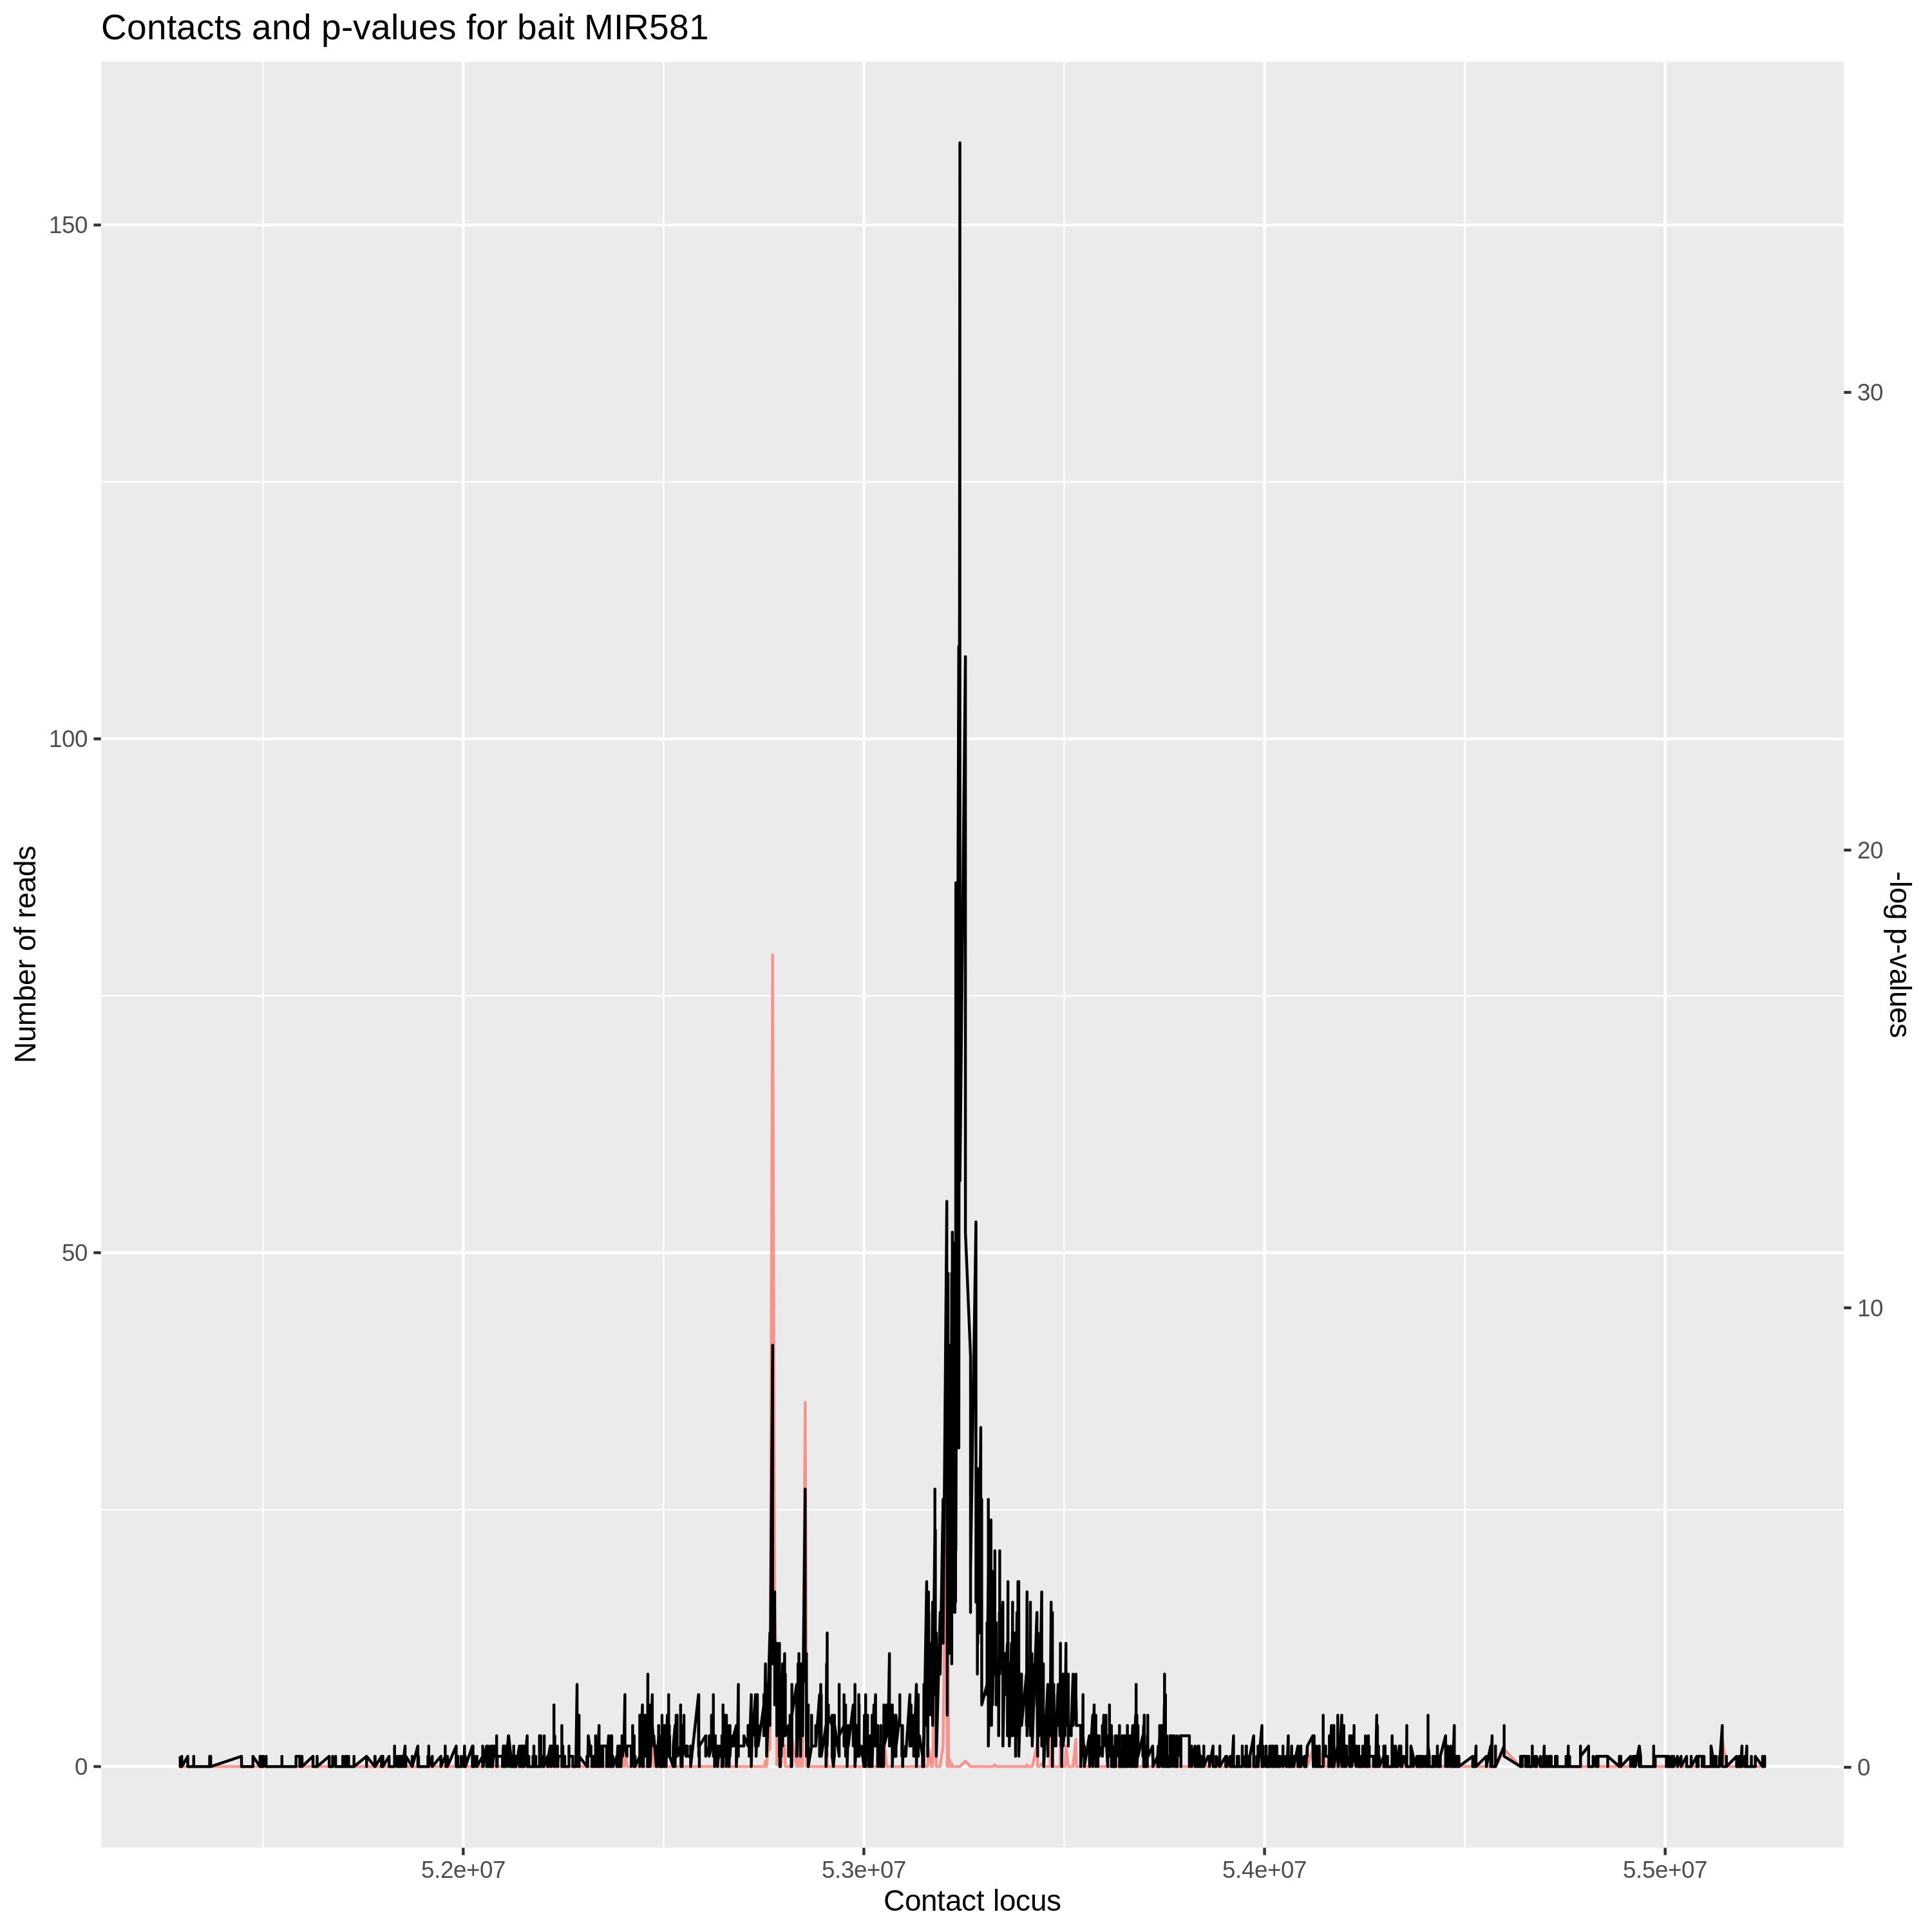 Contacts and p-values for bait MIR581
150
100
50
0
Number of reads
30
20
10
0
-log p-values
5.2e+07
5.3e+07
5.4e+07
5.5e+07
Contact locus